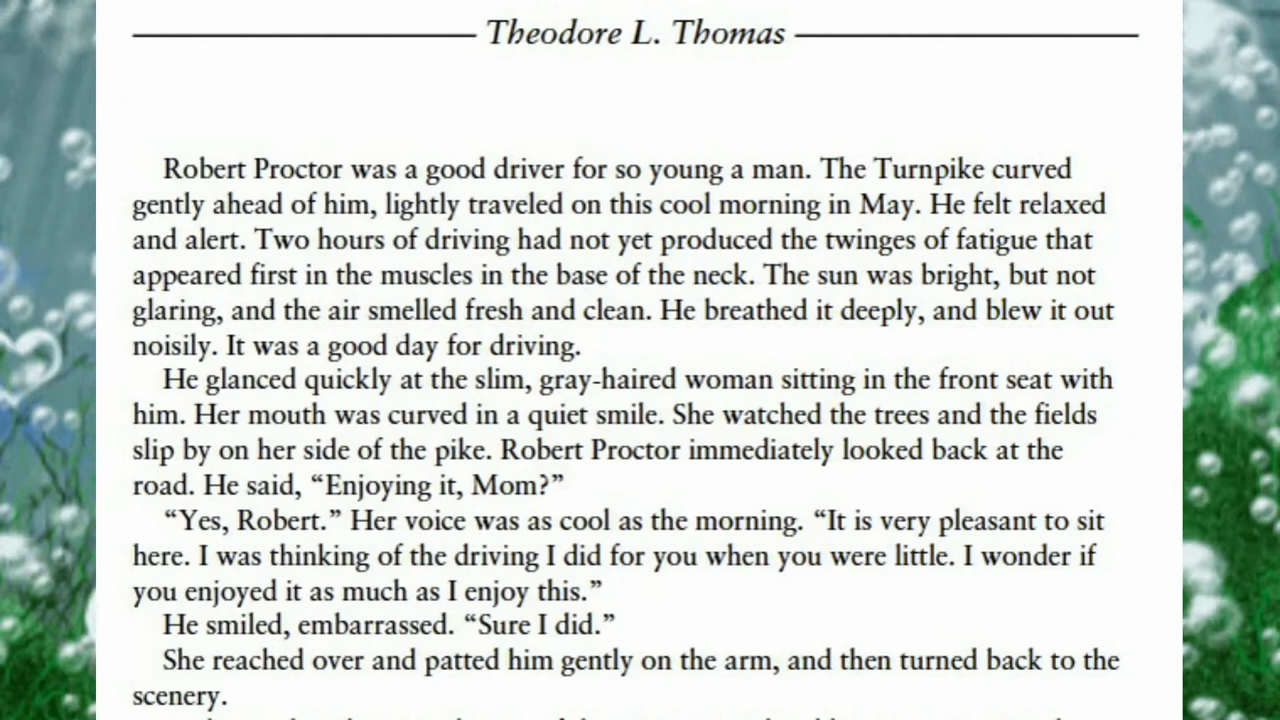 Theodore L. Thomas
Robert Proctor was a good driver for so young a man. The Turnpike curved
gently ahead of him, lightly traveled on this cool morning in May. He felt relaxed
and alert. Two hours of driving had not yet produced the twinges of fatigue that
appeared first in the muscles in the base of the neck. The sun was bright, but not
glaring, and the air smelled fresh and clean. He breathed it deeply, and blew it out
noisily. It was a good day for driving.
He glanced quickly at the slim, gray-haired woman sitting in the front seat with
him. Her mouth was curved in a quiet smile. She watched the trees and the fields
slip by on her side of the pike. Robert Proctor immediately looked back at the
road. He said, “Enjoying it, Mom?”
“Yes, Robert.” Her voice was as cool as the morning. “It is very pleasant to sit
here. I was thinking of the driving I did for you when you were little. I wonder if
you enjoyed it as much as I enjoy this.”
He smiled, embarrassed. “Sure I did.”
She reached over and patted him gently on the arm, and then turned back to the
scenery.